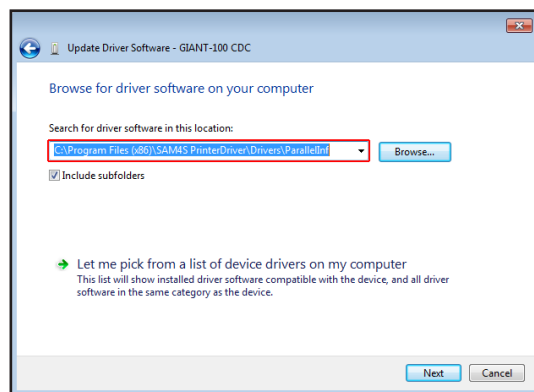 Update Driver Software - GIANT-100 CDC
Browse for driver software on your computer
Search for driver software in this location:
C:\Program Files (x86)\SAM4S PrinterDriver\Drivers\ParallelInf
Browse...
Include subfolders
Let me pick from a list of device drivers on my computer
This list will show installed driver software compatible with the device, and all driver
software in the same category as the device.
Next
Cancel